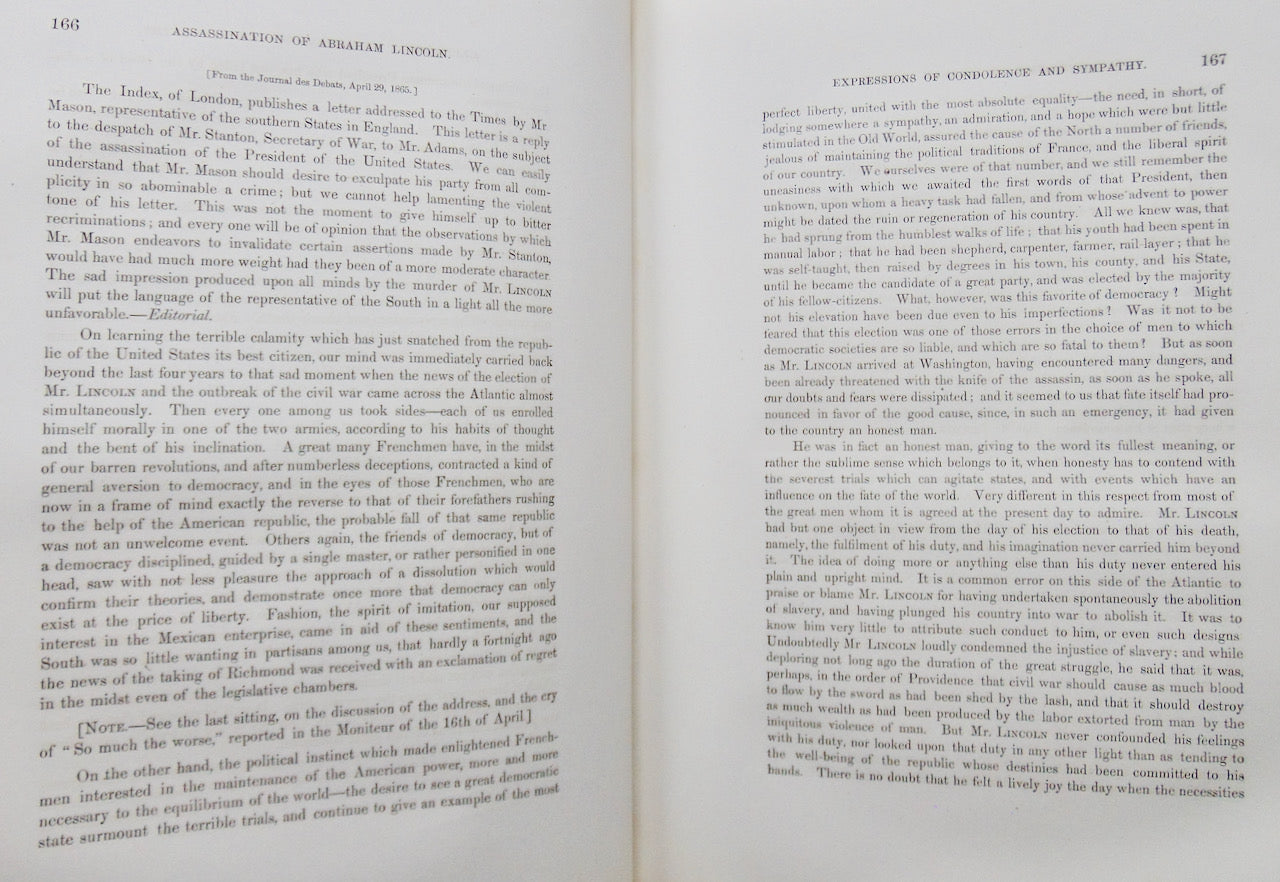 166
ASSASSINATION OF ABRAHAM LINCOLN.
[From the Journal des Debats, April 29, 1865.]
The Index, of London, publishes a letter addressed to the Times by Mr
Mason, representative of the southern States in England. This letter is a reply
to the despatch of Mr. Stanton, Secretary of War, to Mr. Adams, on the subject
of the assassination of the President of the United States. We can easily
understand that Mr. Mason should desire to exculpate his party from all com-
plicity in so abominable a crime; but we cannot help lamenting the violent
tone of his letter. This was not the moment to give himself up to bitter
recriminations; and every one will be of opinion that the observations by which
Mr. Mason endeavors to invalidate certain assertions made by Mr. Stanton,
would have had much more weight had they been of a more moderate character
The sad impression produced upon all minds by the murder of Mr. LINCOLN
will put the language of the representative of the South in a light all the more
unfavorable.—Editorial.
On learning the terrible calamity which has just snatched from the repub-
lic of the United States its best citizen, our mind was immediately carried back
beyond the last four years to that sad moment when the news of the election of
Mr. LINCOLN and the outbreak of the civil war came across the Atlantic almost
simultaneously. Then every one among us took sides—each of us enrolled
himself morally in one of the two armies, according to his habits of thought
and the bent of his inclination. A great many Frenchmen have, in the midst
of our barren revolutions, and after numberless deceptions, contracted a kind of
general aversion to democracy, and in the eyes of those Frenchmen, who are
now in a frame of mind exactly the reverse to that of their forefathers rushing
to the help of the American republic, the probable fall of that same republic
was not an unwelcome event. Others again, the friends of democracy, but of
a democracy disciplined, guided by a single master, or rather personified in one
head, saw with not less pleasure the approach of a dissolution which would
confirm their theories, and demonstrate once more that democracy can only
exist at the price of liberty. Fashion, the spirit of imitation, our supposed
interest in the Mexican enterprise, came in aid of these sentiments, and the
South was so little wanting in partisans among us, that hardly a fortnight ago
the news of the taking of Richmond was received with an exclamation of regret
in the midst even of the legislative chambers.
[NOTE.—See the last sitting, on the discussion of the address, and the cry
of "So much the worse," reported in the Moniteur of the 16th of April]
On the other hand, the political instinct which made enlightened French-
men interested in the maintenance of the American power, more and more
necessary to the equilibrium of the world—the desire to see a great democratic
state surmount the terrible trials, and continue to give an example of the most
EXPRESSIONS OF CONDOLENCE AND SYMPATHY.
167
perfect liberty, united with the most absolute equality—the need, in short, of
lodging somewhere a sympathy, an admiration, and a hope which were but little
stimulated in the Old World, assured the cause of the North a number of friends,
jealous of maintaining the political traditions of France, and the liberal spirit
of our country. We ourselves were of that number, and we still remember the
uneasiness with which we awaited the first words of that President, then
unknown, upon whom a heavy task had fallen, and from whose advent to power
might be dated the ruin or regeneration of his country. All we knew was, that
he had sprung from the humblest walks of life; that his youth had been spent in
manual labor; that he had been shepherd, carpenter, farmer, rail layer; that he
was self-taught, then raised by degrees in his town, his county, and his State,
until he became the candidate of a great party, and was elected by the majority
of his fellow-citizens. What, however, was this favorite of democracy? Might
not his elevation have been due even to his imperfections? Was it not to be
feared that this election was one of those errors in the choice of men to which
democratic societies are so liable, and which are so fatal to them? But as soon
as Mr. LINCOLN arrived at Washington, having encountered many dangers, and
been already threatened with the knife of the assassin, as soon as he spoke, all
our doubts and fears were dissipated; and it seemed to us that fate itself had pro-
nounced in favor of the good cause, since, in such an emergency, it had given
to the country an honest man.
He was in fact an honest man, giving to the word its fullest meaning, or
rather the sublime sense which belongs to it, when honesty has to contend with
the severest trials which can agitate states, and with events which have an
influence on the fate of the world. Very different in this respect from most of
the great men whom it is agreed at the present day to admire. Mr. LINCOLN
had but one object in view from the day of his election to that of his death,
namely, the fulfilment of his duty, and his imagination never carried him beyond
it. The idea of doing more or anything else than his duty never entered his
plain and upright mind. It is a common error on this side of the Atlantic to
praise or blame Mr. LINCOLN for having undertaken spontaneously the abolition
of slavery, and having plunged his country into war to abolish it. It was to
know him very little to attribute such conduct to him, or even such designs
Undoubtedly Mr LINCOLN loudly condemned the injustice of slavery; and while
deploring not long ago the duration of the great struggle, he said that it was,
perhaps, in the order of Providence that civil war should cause as much blood
to flow by the sword as had been shed by the lash, and that it should destroy
as much wealth as had been produced by the labor extorted from man by the
iniquitous violence of man. But Mr. LINCOLN never confounded his feelings
with his duty, nor looked upon that duty in any other light than as tending to
the well-being of the republic whose destinies had been committed to his
hands. There is no doubt that he felt a lively joy the day when the necessities